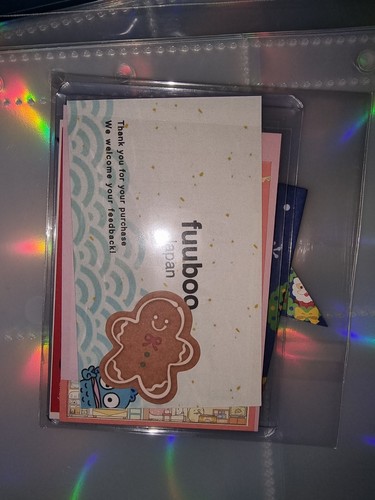 fuuboo
Japan
Thank you for your purchase
We welcome your feedback!